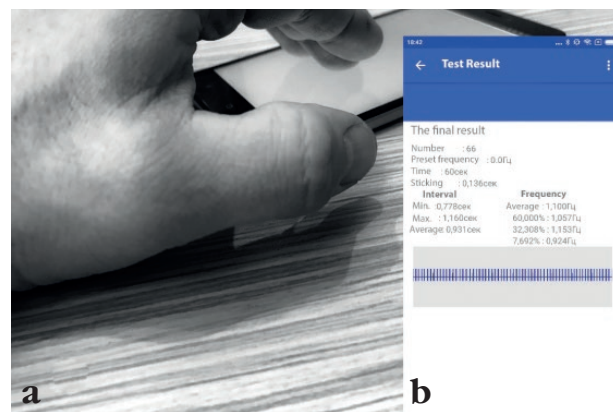 a
18:42
Test Result
The final result
Number : 66
Preset frequency : 0.0Гц
Time : 60сек
Sticking : 0,136сек
Interval
Min. :0,778сек
Max. : 1,160сек
Average:0,931сек
Frequency
Average : 1,100Гц
60,000% : 1,057Гц
32,308% : 1,153Гц
7,692% : 0,924Гц
b